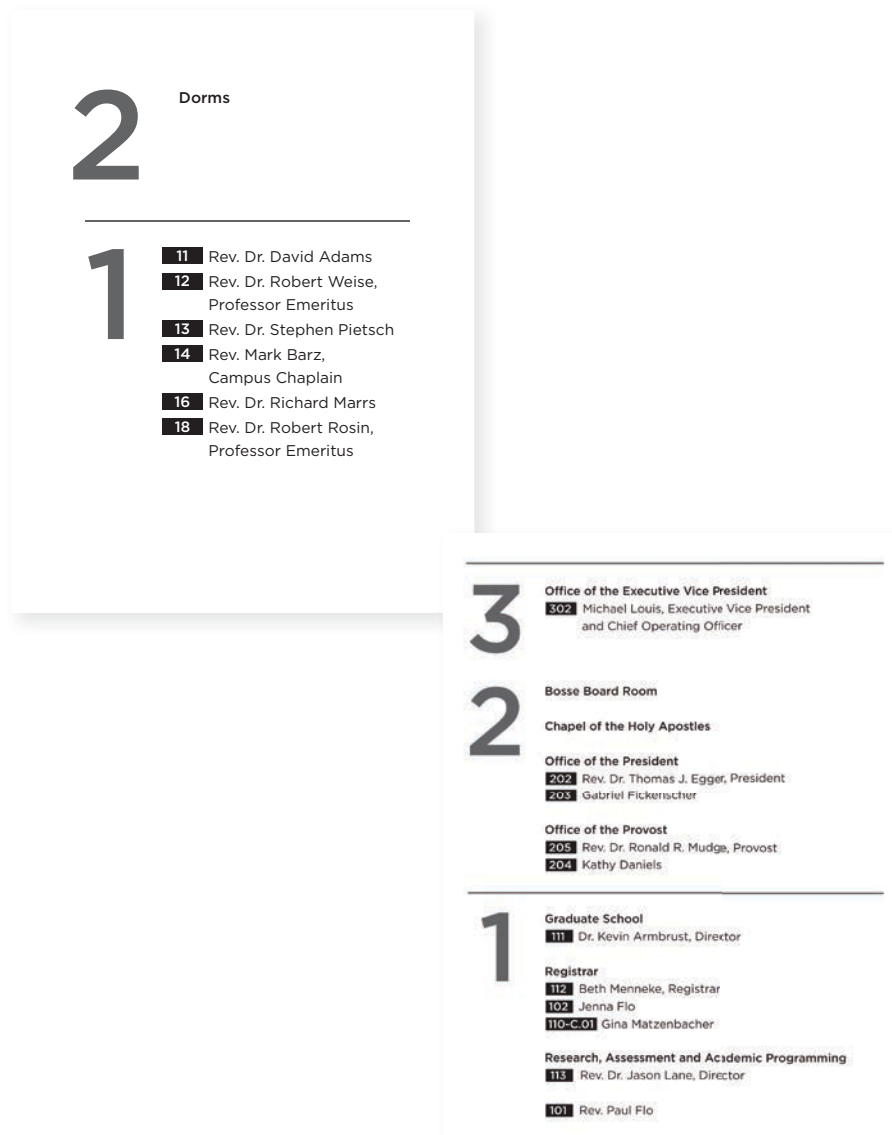 2
Dorms
1
11 Rev. Dr. David Adams
12 Rev. Dr. Robert Weise,
Professor Emeritus
13 Rev. Dr. Stephen Pietsch
14 Rev. Mark Barz,
Campus Chaplain
16 Rev. Dr. Richard Marrs
18 Rev. Dr. Robert Rosin,
Professor Emeritus
3
Office of the Executive Vice President
302 Michael Louis, Executive Vice President
and Chief Operating Officer
2
Bosse Board Room
Chapel of the Holy Apostles
Office of the President
202 Rev. Dr. Thomas J. Egger, President
203 Gabriel Fickenscher
Office of the Provost
205 Rev. Dr. Ronald R. Mudge, Provost
204 Kathy Daniels
1
Graduate School
111 Dr. Kevin Armbrust, Director
Registrar
112 Beth Menneke, Registrar
102 Jenna Flo
110-C.01 Gina Matzenbacher
Research, Assessment and Academic Programming
113 Rev. Dr. Jason Lane, Director
101 Rev. Paul Flo